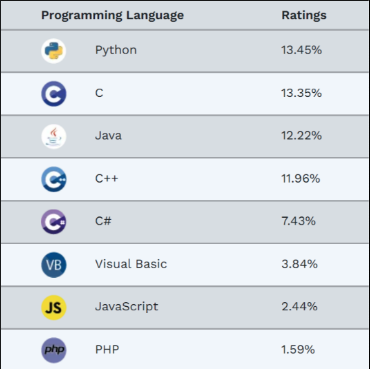 Programming Language Ratings
Python 13.45%
C C 13.35%
Java Java 12.22%
C++ C++ 11.96%
C C# 7.43%
VB Visual Basic 3.84%
JS JavaScript 2.44%
php PHP 1.59%